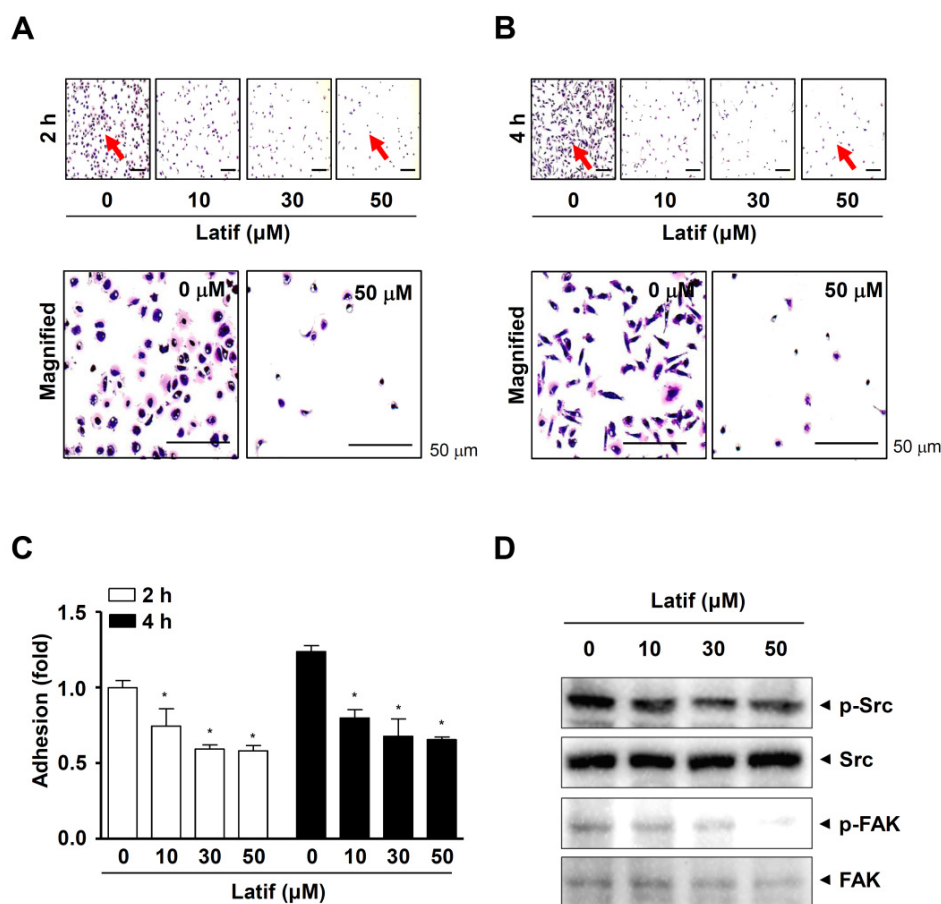 A
2 h
0 10 30 50
Latif (µM)
Magnified
0 µM
50 µM
50 µm
B
4 h
0 10 30 50
Latif (µM)
Magnified
0 µM
50 µM
50 µm
C
2 h
4 h
Adhesion (fold)
1.5
1.0
0.5
0.0
* * * * * *
0 10 30 50 0 10 30 50
Latif (µM)
D
Latif (µM)
0 10 30 50
p-Src
Src
p-FAK
FAK